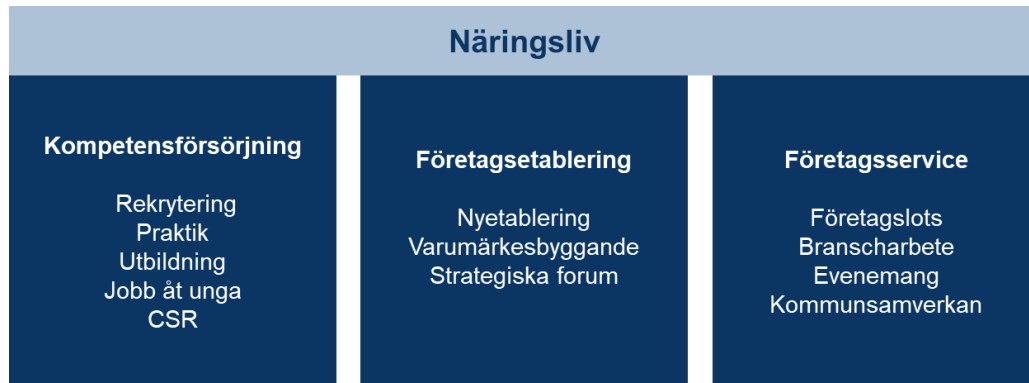 Näringsliv
Kompetensförsörjning
Rekrytering
Praktik
Utbildning
Jobb åt unga
CSR
Företagsetablering
Nyetablering
Varumärkesbyggande
Strategiska forum
Företagsservice
Företagslots
Branscharbete
Evenemang
Kommunsamverkan